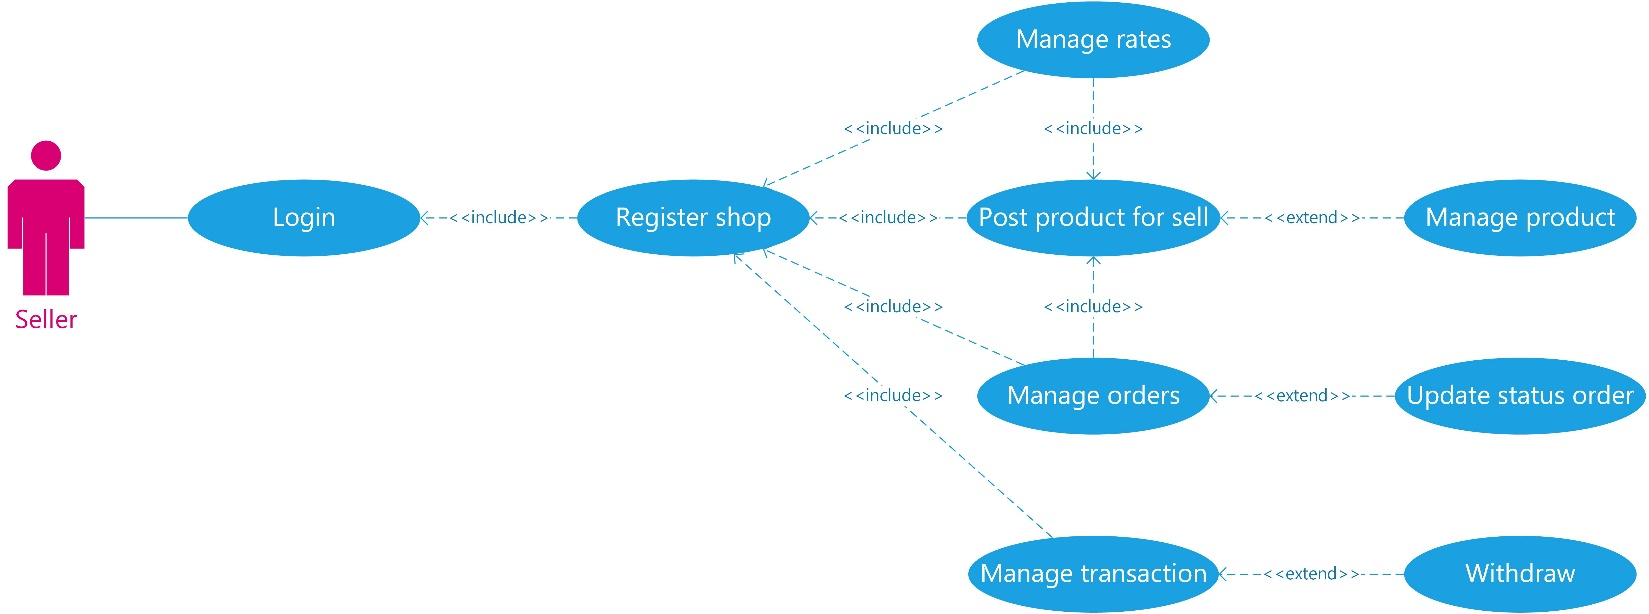 Manage rates
<<include>>
<<include>>
Login
<<include>>
Register shop
<<include>>
Post product for sell
<<extend>>
Manage product
Seller
<<include>>
<<include>>
<<include>>
Manage orders
<<extend>>
Update status order
Manage transaction
<<extend>>
Withdraw